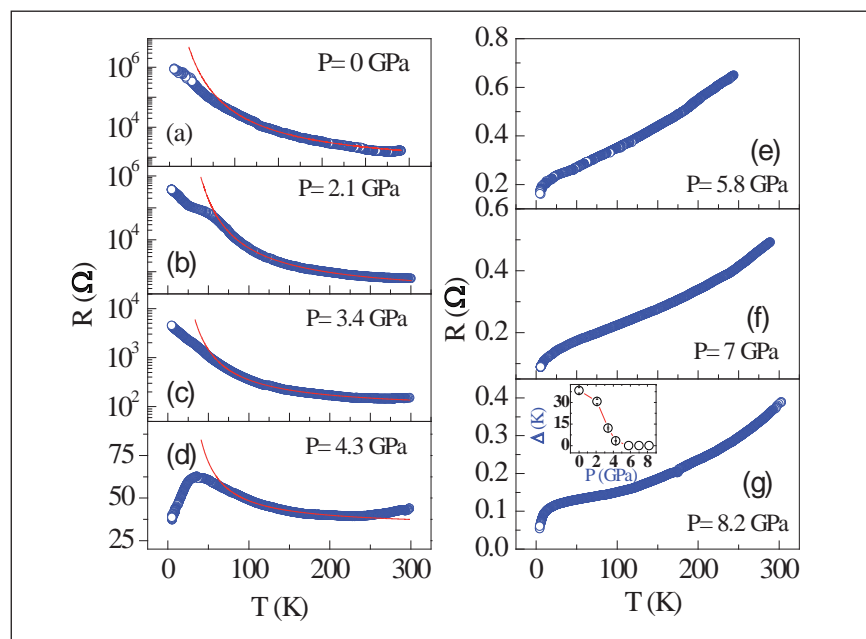 P= 0 GPa
10⁶
10⁴
(a)
P= 2.1 GPa
10⁶
10⁴
(b)
P= 3.4 GPa
10⁴
10³
10²
(c)
P= 4.3 GPa
75
50
25
(d)
R (Ω)
0 100 200 300
T (K)
0.8
0.6
0.4
0.2
(e)
P= 5.8 GPa
0.6
0.4
0.2
(f)
P= 7 GPa
R (Ω)
0.4
0.3
0.2
0.1
0.0
30
15
0
Δ (K)
0 2 4 6 8
P (GPa)
(g)
P= 8.2 GPa
0 100 200 300
T (K)